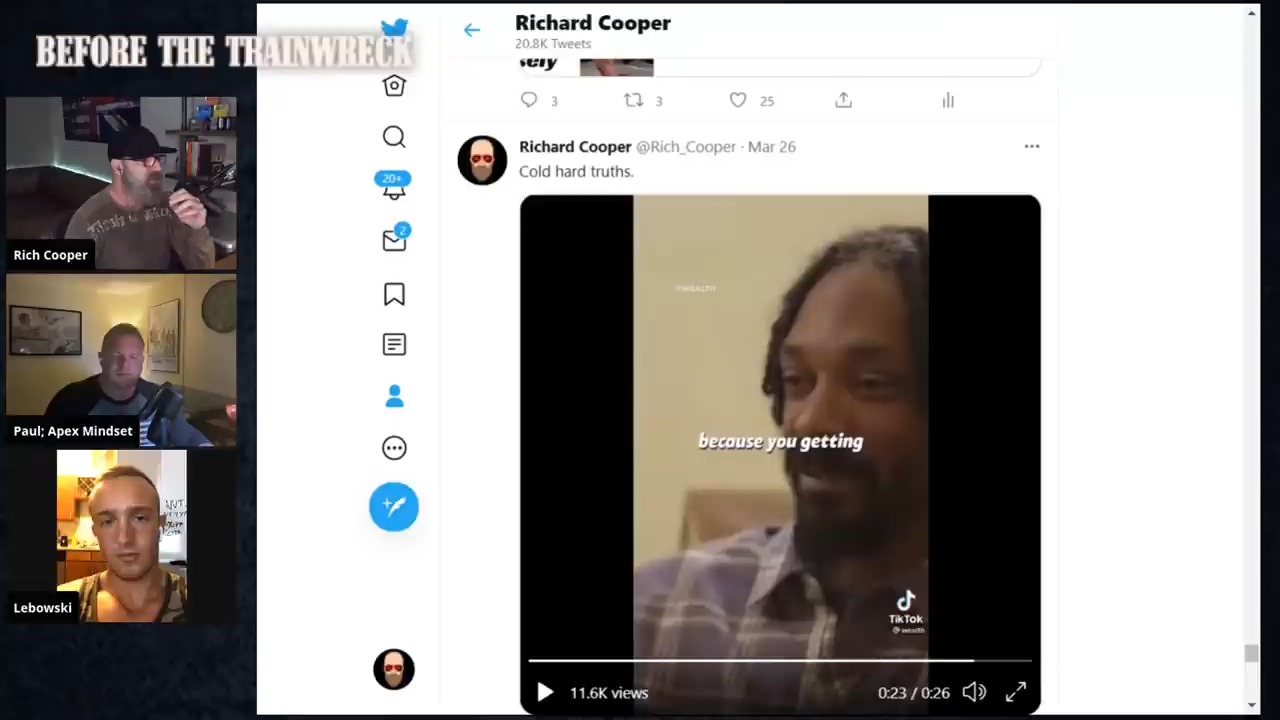 BEFORE THE TRAINWRECK
Rich Cooper
Paul; Apex Mindset
Lebowski
20+
2
Richard Cooper
20.8K Tweets
3
3
25
Richard Cooper @Rich_Cooper · Mar 26
Cold hard truths.
because you getting
TikTok
11.6K views
0:23 / 0:26